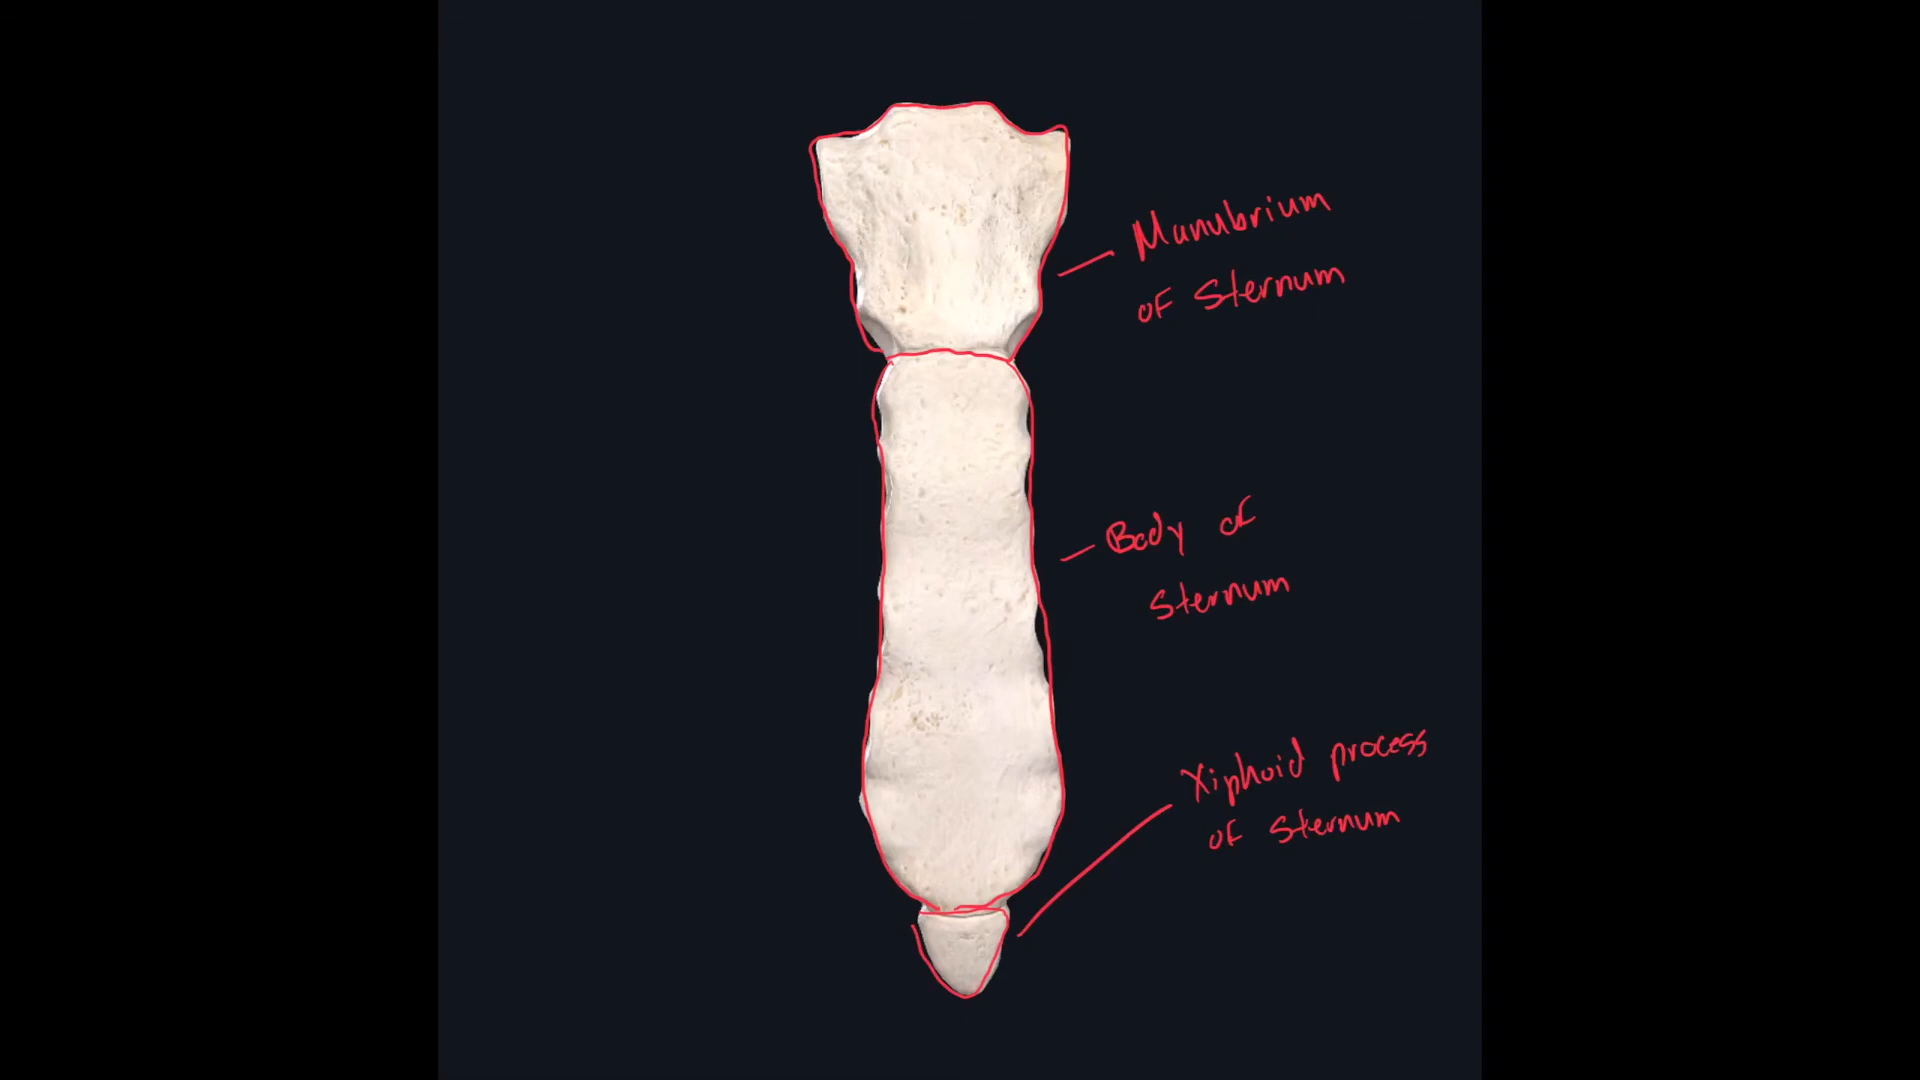 Manubrium
of Sternum
Body of
Sternum
Xiphoid process
of Sternum